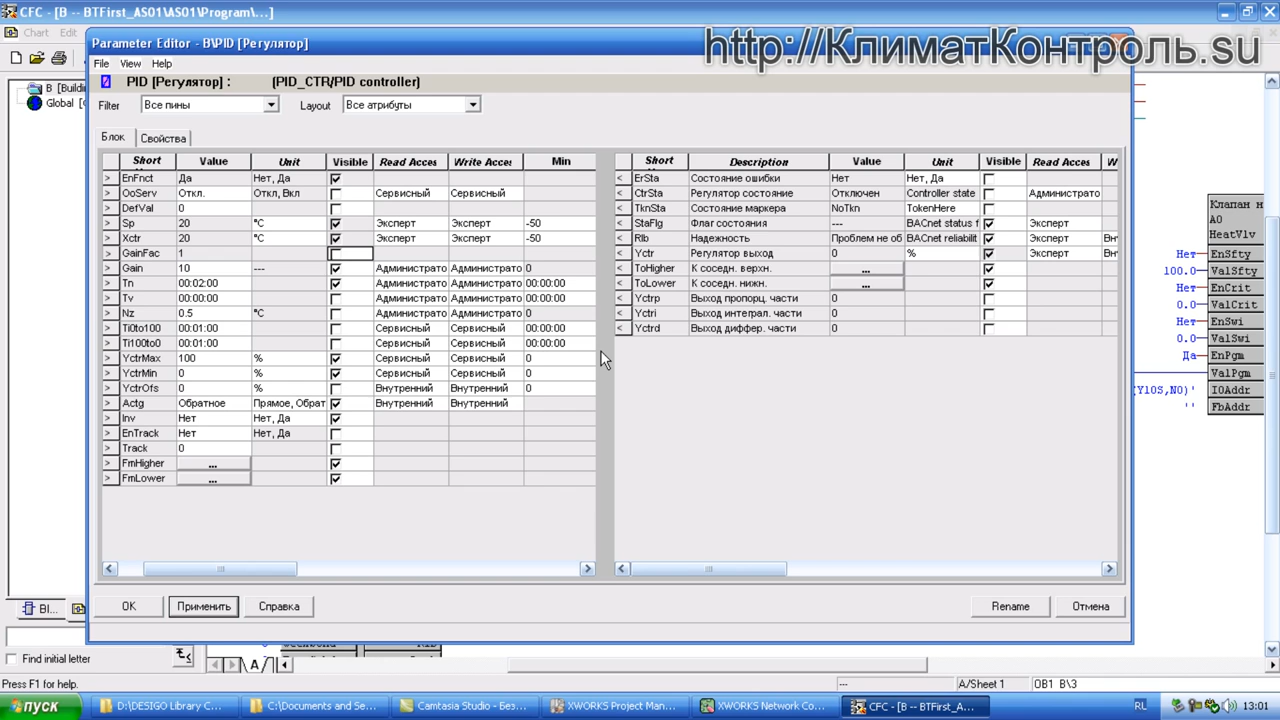 CFC - [B -- BTFirst_AS01\AS01\Program\...]
http://КлиматКонтроль.su
Chart Edit
Parameter Editor - B\PID [Регулятор]
File View Help
PID [Регулятор] : (PID_CTR/PID controller)
Filter Все пины Layout Все атрибуты
B [Buildin
Global [
Блок Свойства
Short Value Unit Visible Read Acces Write Acces Min
EnFnct Да Нет, Да
OoServ Откл. Откл, Вкл Сервисный Сервисный
DefVal 0
Sp 20 °C Эксперт Эксперт -50
Xctr 20 °C Эксперт Эксперт -50
GainFac 1
Gain 10 --- Администрато Администрато 0
Tn 00:02:00 Администрато Администрато 00:00:00
Tv 00:00:00 Администрато Администрато 00:00:00
Nz 0.5 °C Администрато Администрато 0
Ti0to100 00:01:00 Сервисный Сервисный 00:00:00
Ti100to0 00:01:00 Сервисный Сервисный 00:00:00
YctrMax 100 % Сервисный Сервисный 0
YctrMin 0 % Сервисный Сервисный 0
YctrOfs 0 % Внутренний Внутренний 0
Actg Обратное Прямое, Обрат Внутренний Внутренний
Inv Нет Нет, Да
EnTrack Нет Нет, Да
Track 0
FmHigher ...
FmLower ...
Short Description Value Unit Visible Read Acces W
ErSta Состояние ошибки Нет Нет, Да
CtrSta Регулятор состояние Отключен Controller state Администрато
TknSta Состояние маркера NoTkn TokenHere
StaFlg Флаг состояния --- BACnet status f Эксперт
Rlb Надежность Проблем не об BACnet reliabilit Эксперт Вн
Yctr Регулятор выход 0 % Эксперт Вн
ToHigher К соседн. верхн. ...
ToLower К соседн. нижн. ...
Yctrp Выход пропорц. части 0
Yctri Выход интеграл. части 0
Yctrd Выход диффер. части 0
Клапан н
AO
HeatVlv
Нет EnSfty
100.0 ValSfty
Нет EnCrit
0.0 ValCrit
Нет EnSwi
0.0 ValSwi
Да EnPgm
ValPgm
(Y10S,N0)' IOAddr
'' FbAddr
OK Применить Справка Rename Отмена
Bl...
Find initial letter
A
Press F1 for help. --- A/Sheet 1 OB1 B\3
пуск D:\DESIGO Library C... C:\Documents and Se... Camtasia Studio - Без... XWORKS Project Man... XWORKS Network Co... CFC - [B -- BTFirst_A... RL 13:01